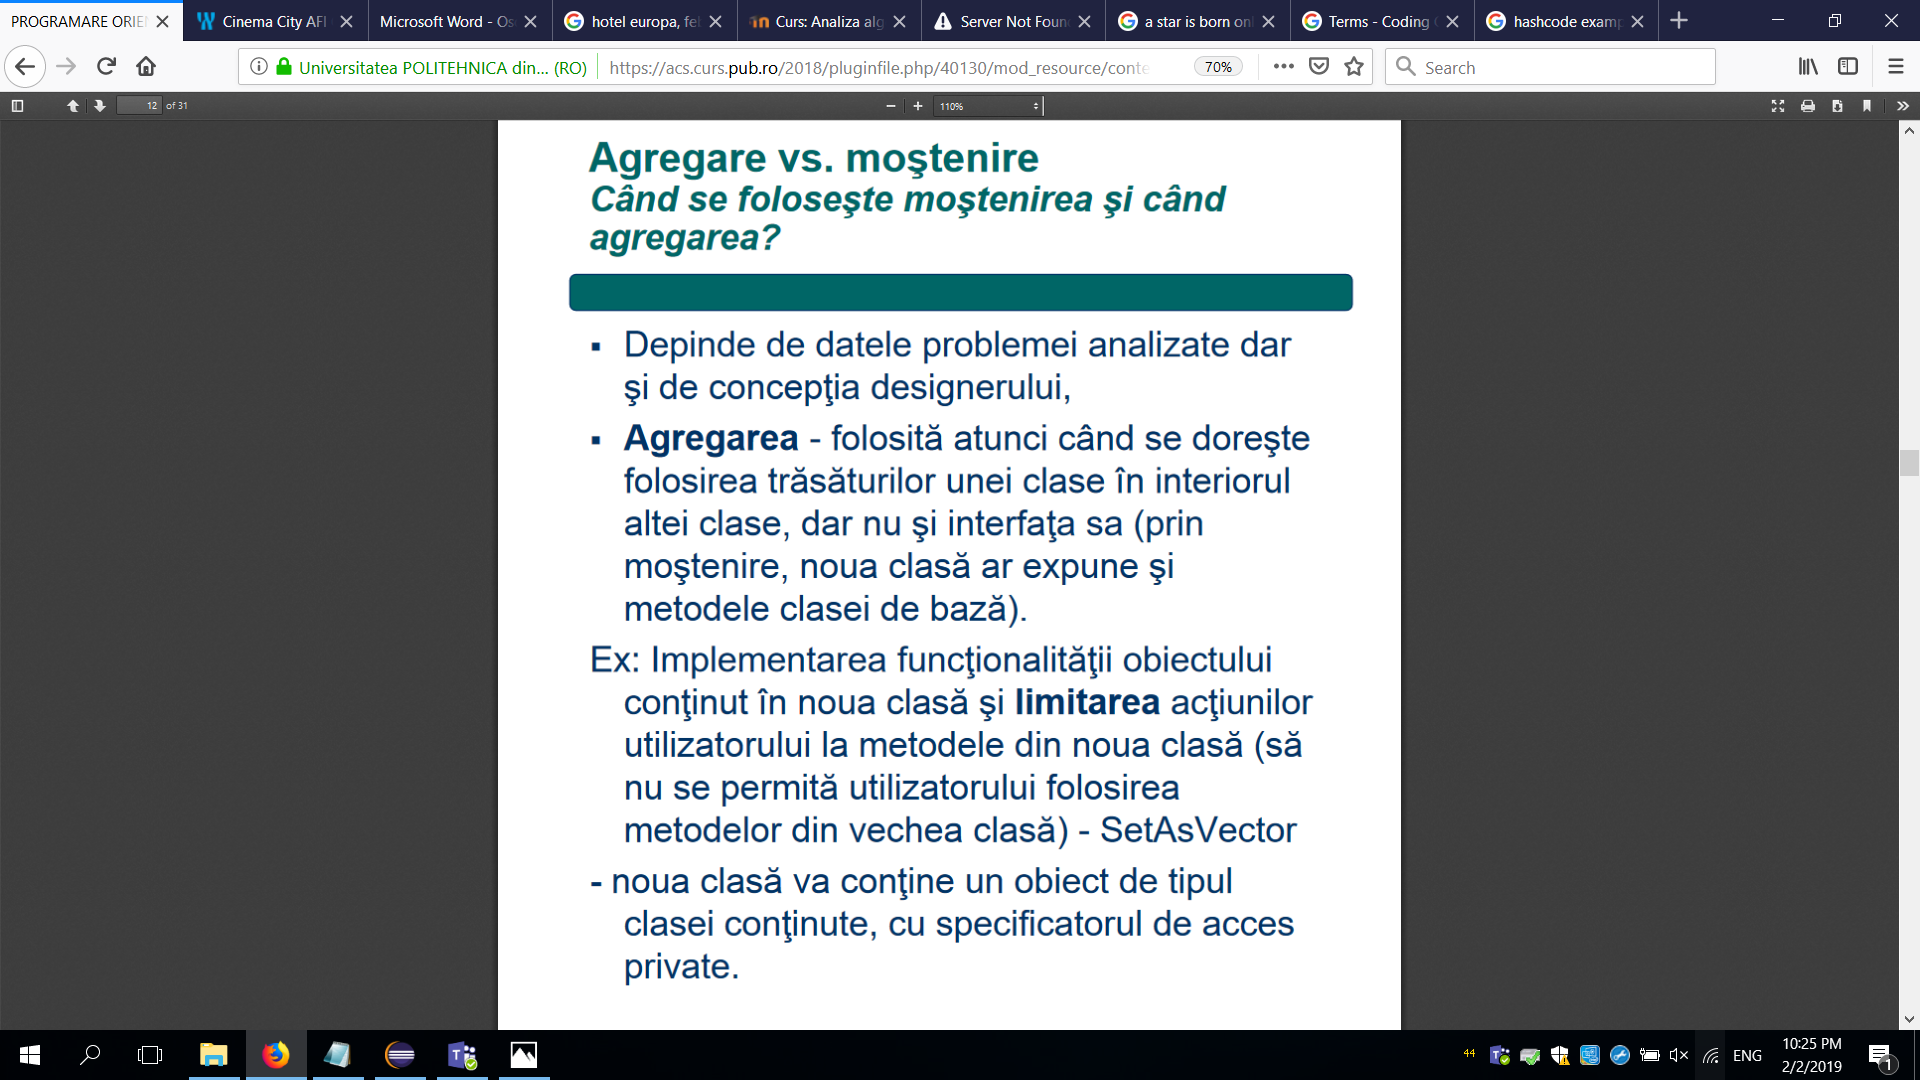 PROGRAMARE ORIE
Cinema City AFI
Microsoft Word - Os
hotel europa, fel
Curs: Analiza alg
Server Not Foun
a star is born onl
Terms - Coding
hashcode examp
Universitatea POLITEHNICA din... (RO)
https://acs.curs.pub.ro/2018/pluginfile.php/40130/mod_resource/conte
70%
Search
12 of 31
110%
Agregare vs. moştenire
Când se foloseşte moştenirea şi când
agregarea?
▪ Depinde de datele problemei analizate dar
şi de concepţia designerului,
▪ Agregarea - folosită atunci când se doreşte
folosirea trăsăturilor unei clase în interiorul
altei clase, dar nu şi interfaţa sa (prin
moştenire, noua clasă ar expune şi
metodele clasei de bază).
Ex: Implementarea funcţionalităţii obiectului
conţinut în noua clasă şi limitarea acţiunilor
utilizatorului la metodele din noua clasă (să
nu se permită utilizatorului folosirea
metodelor din vechea clasă) - SetAsVector
- noua clasă va conţine un obiect de tipul
clasei conţinute, cu specificatorul de acces
private.
44
ENG
10:25 PM
2/2/2019
1